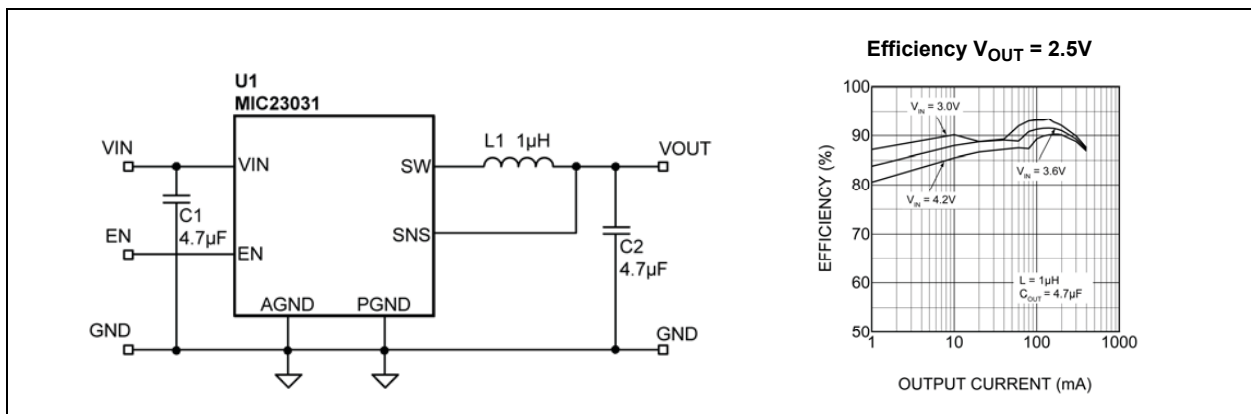 U1
MIC23031
VIN
VIN
SW
L1 1µH
VOUT
C1
4.7µF
EN
EN
SNS
C2
4.7µF
AGND
PGND
GND
GND
Efficiency VOUT = 2.5V
EFFICIENCY (%)
100
90
80
70
60
50
VIN = 3.0V
VIN = 3.6V
VIN = 4.2V
L = 1µH
COUT = 4.7µF
1
10
100
1000
OUTPUT CURRENT (mA)